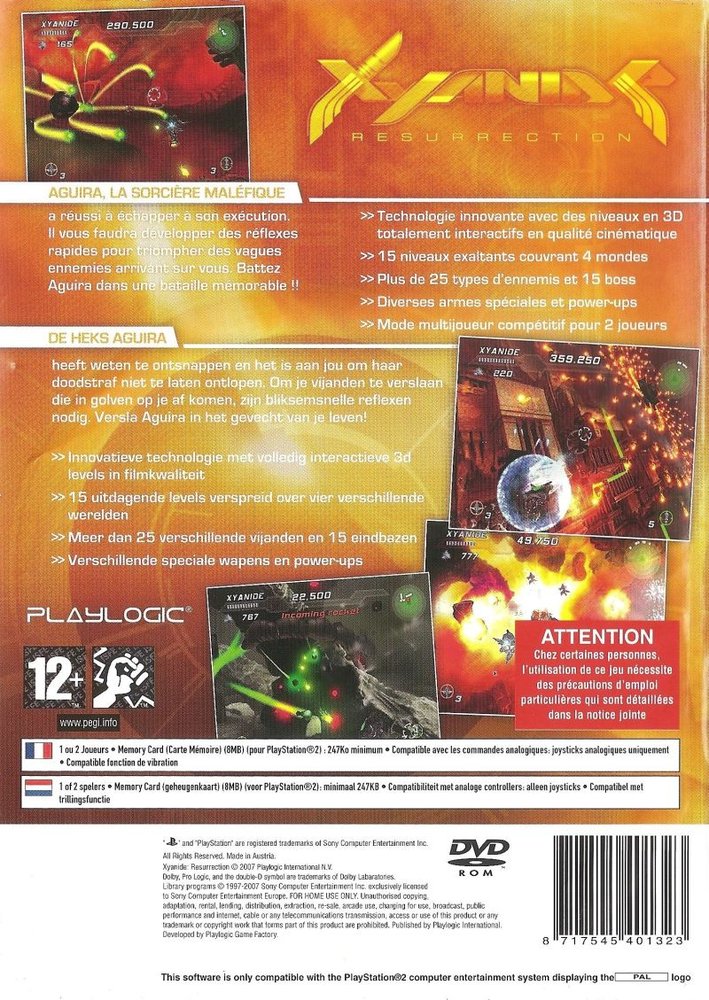 XYANIDE
290,500
165
3
3
XYANIDE
RESURRECTION
AGUIRA, LA SORCIÈRE MALÉFIQUE
a réussi à échapper à son exécution.
Il vous faudra développer des réflexes
rapides pour triompher des vagues
ennemies arrivant sur vous. Battez
Aguira dans une bataille mémorable !!
>> Technologie innovante avec des niveaux en 3D
totalement interactifs en qualité cinématique
>> 15 niveaux exaltants couvrant 4 mondes
>> Plus de 25 types d'ennemis et 15 boss
>> Diverses armes spéciales et power-ups
>> Mode multijoueur compétitif pour 2 joueurs
DE HEKS AGUIRA
heeft weten te ontsnappen en het is aan jou om haar
doodstraf niet te laten ontlopen. Om je vijanden te verslaan
die in golven op je af komen, zijn bliksemsnelle reflexen
nodig. Versla Aguira in het gevecht van je leven!
>> Innovatieve technologie met volledig interactieve 3d
levels in filmkwaliteit
>> 15 uitdagende levels verspreid over vier verschillende
werelden
>> Meer dan 25 verschillende vijanden en 15 eindbazen
>> Verschillende speciale wapens en power-ups
XYANIDE
359.250
220
3
5
XYANIDE
49,750
777
3
XYANIDE
22,500
787
Incoming rocket
3
PLAYLOGIC®
12+
www.pegi.info
ATTENTION
Chez certaines personnes,
l'utilisation de ce jeu nécessite
des précautions d'emploi
particulières qui sont détaillées
dans la notice jointe
1 ou 2 Joueurs • Memory Card (Carte Mémoire) (8MB) (pour PlayStation®2) : 247Ko minimum • Compatible avec les commandes analogiques: joysticks analogiques uniquement
• Compatible fonction de vibration
1 of 2 spelers • Memory Card (geheugenkaart) (8MB) (voor PlayStation®2): minimaal 247KB • Compatibiliteit met analoge controllers: alleen joysticks • Compatibel met
trillingsfunctie
" " and "PlayStation" are registered trademarks of Sony Computer Entertainment Inc.
All Rights Reserved. Made in Austria.
Xyanide: Resurrection © 2007 Playlogic International N.V.
Dolby, Pro Logic, and the double-D symbol are trademarks of Dolby Labaratories.
Library programs © 1997-2007 Sony Computer Entertainment Inc. exclusively licensed
to Sony Computer Entertainment Europe. FOR HOME USE ONLY. Unauthorised copying,
adaptation, rental, lending, distribution, extraction, re-sale, arcade use, charging for use, broadcast, public
performance and internet, cable or any telecommunications transmission, access or use of this product or any
trademark or copyright work that forms part of this product are prohibited. Published by Playlogic International.
Developed by Playlogic Game Factory.
DVD
ROM
8 717545 401323
This software is only compatible with the PlayStation®2 computer entertainment system displaying the PAL logo